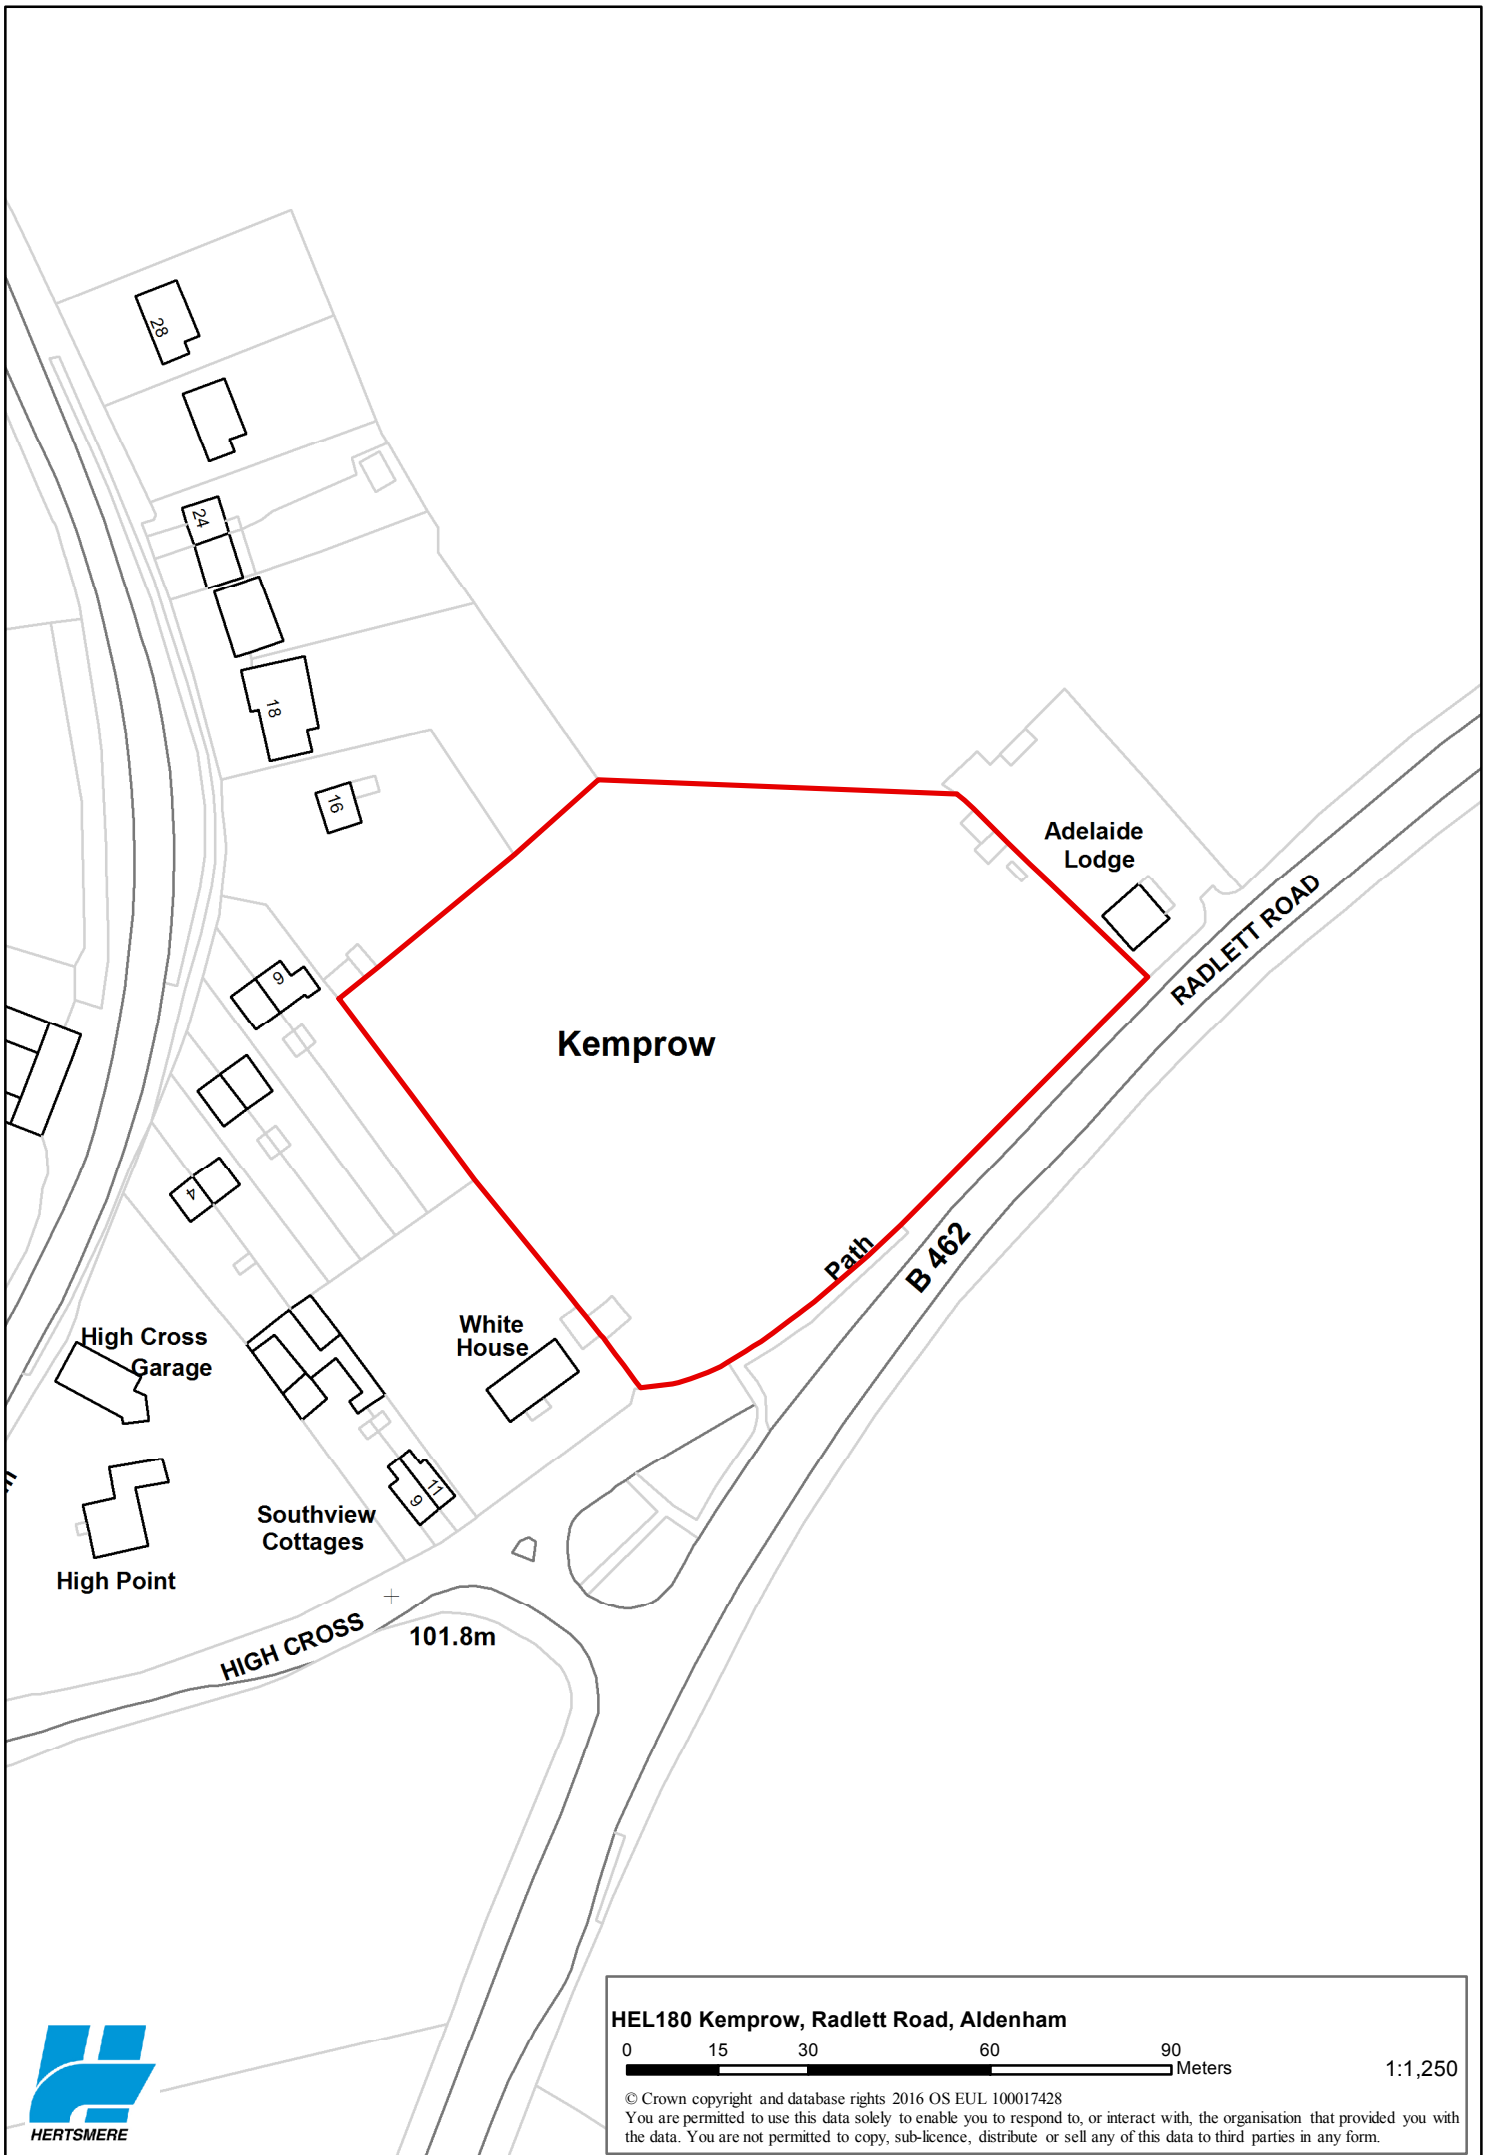 28
24
18
16
Adelaide
Lodge
RADLETT ROAD
9
Kemprow
4
Path
B 462
White
House
High Cross
Garage
11
9
Southview
Cottages
High Point
HIGH CROSS
101.8m
HEL180 Kemprow, Radlett Road, Aldenham
0 15 30 60 90
Meters
1:1,250
© Crown copyright and database rights 2016 OS EUL 100017428
You are permitted to use this data solely to enable you to respond to, or interact with, the organisation that provided you with
the data. You are not permitted to copy, sub-licence, distribute or sell any of this data to third parties in any form.
HERTSMERE